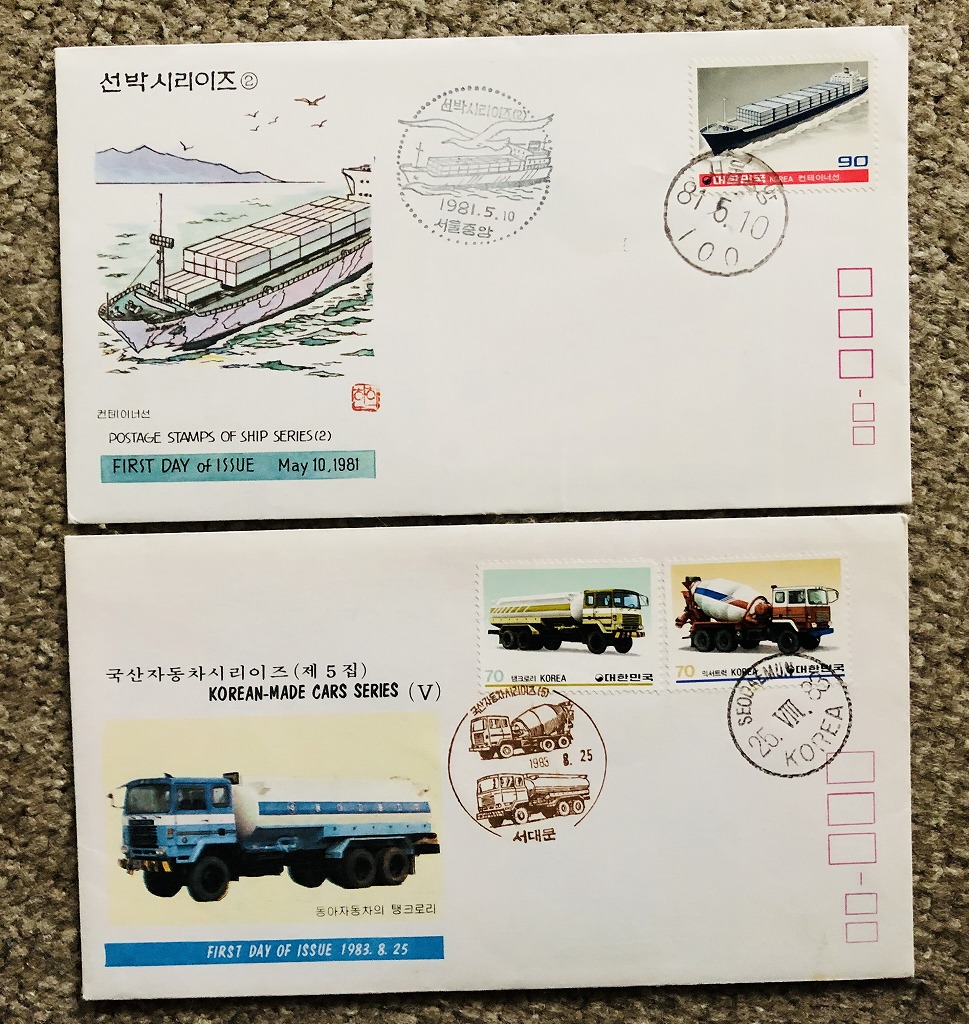 선박시리이즈②
선박시리이즈(2)
1981.5.10
서울중앙
90
대한민국 KOREA 컨테이너선
81.5.10
100
컨테이너선
POSTAGE STAMPS OF SHIP SERIES(2)
FIRST DAY of ISSUE May 10,1981
국산자동차시리이즈(제5집)
KOREAN-MADE CARS SERIES (V)
70 탱크로리 KOREA 대한민국
70 믹서트럭 KOREA 대한민국
국산자동차시리이즈(5)
1983 8. 25
서대문
SEODAEMUN
25.VIII.83
KOREA
동아자동차의 탱크로리
FIRST DAY OF ISSUE 1983.8.25